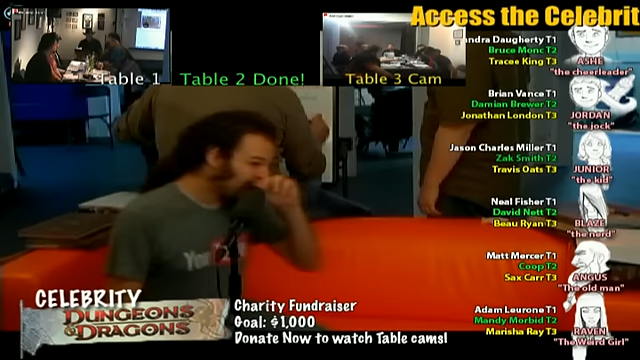 Access the Celebrit
Table 1
Table 2 Done!
Table 3 Cam
ndra Daugherty T1
Bruce Monc T2
Tracee King T3
ASHE
"the cheerleader"
Brian Vance T1
Damian Brewer T2
Jonathan London T3
JORDAN
"the jock"
Jason Charles Miller T1
Zak Smith T2
Travis Oats T3
JUNIOR
"the kid"
Neal Fisher T1
David Nett T2
Beau Ryan T3
BLAZE
"the nerd"
Matt Mercer T1
Coop T2
Sax Carr T3
ANGUS
"The old man"
Adam Leurone T1
Mandy Morbid T2
Marisha Ray T3
RAVEN
"The Weird Girl"
CELEBRITY
DUNGEONS
& DRAGONS
Charity Fundraiser
Goal: $1,000
Donate Now to watch Table cams!